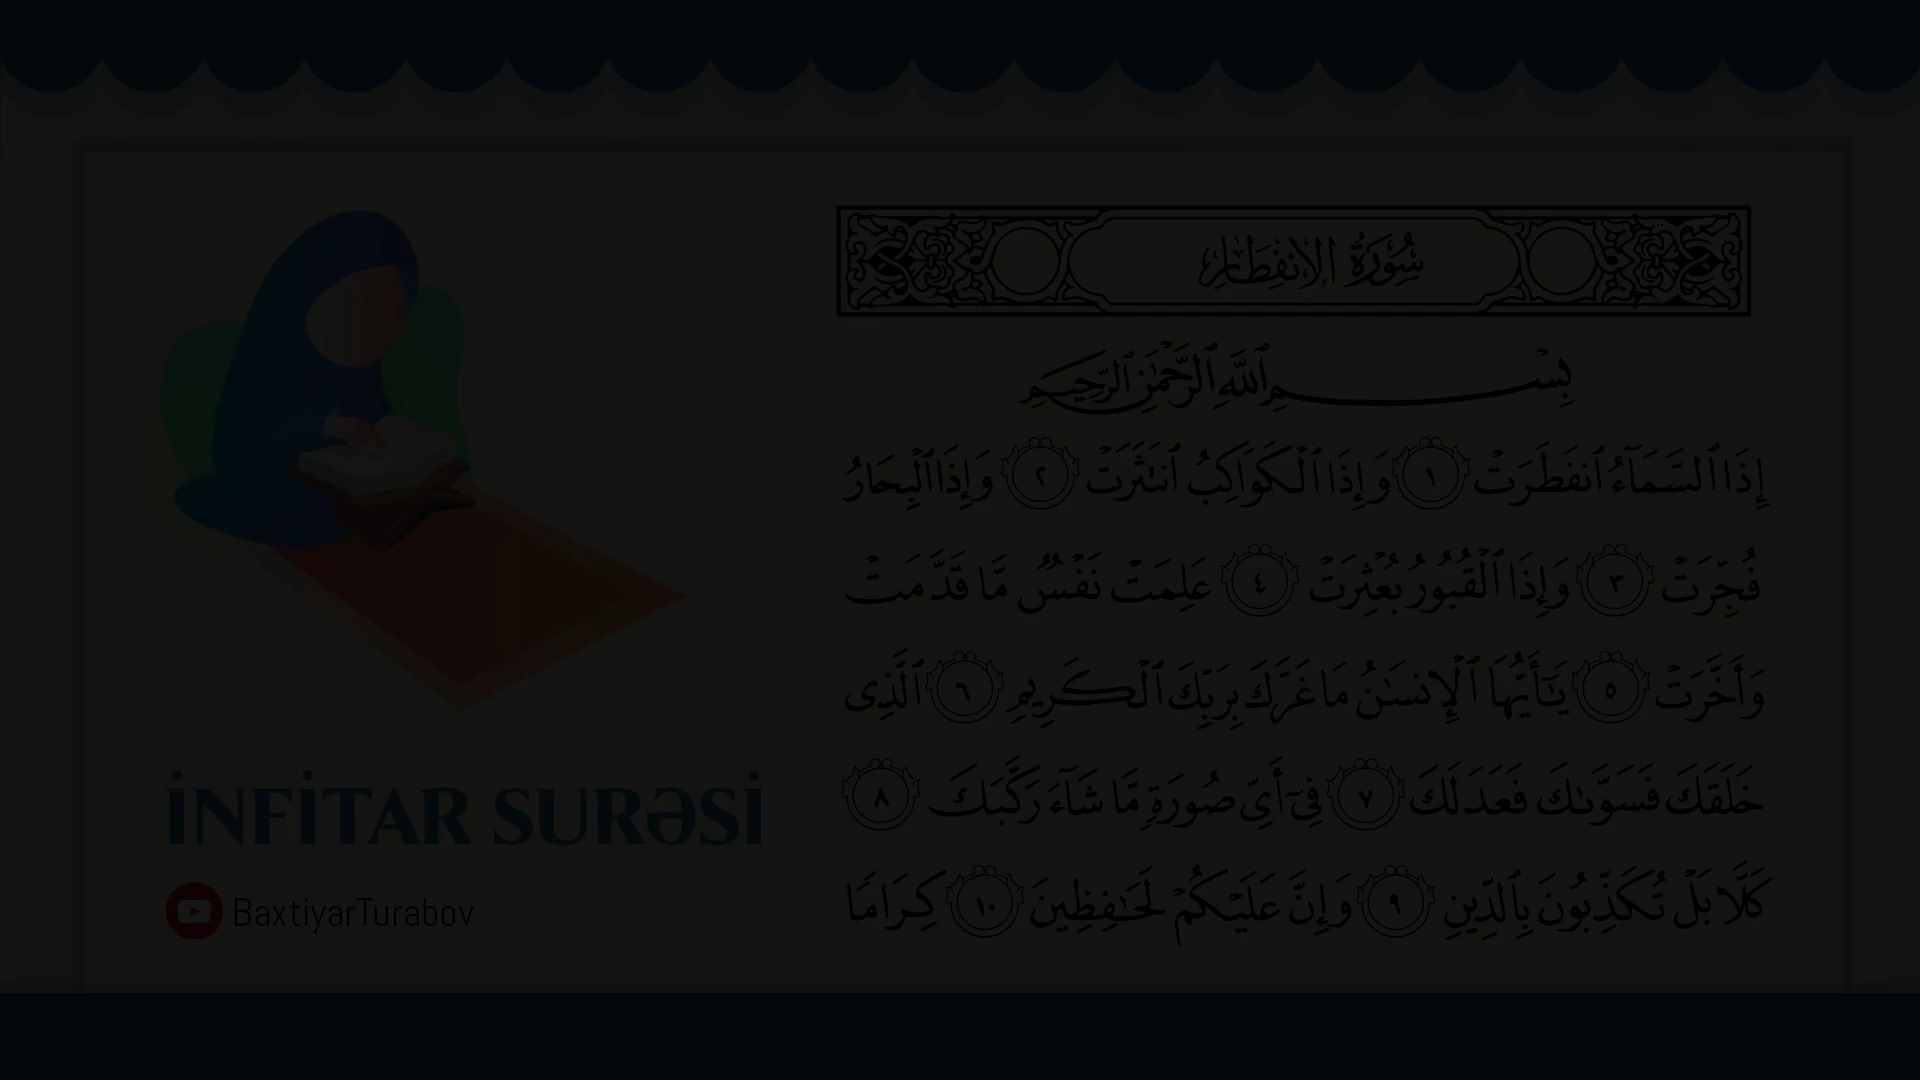 سُورَةُ الانفِطَارِ
بِسْمِ ٱللَّهِ ٱلرَّحْمَٰنِ ٱلرَّحِيمِ
إِذَا ٱلسَّمَآءُ ٱنفَطَرَتْ ١ وَإِذَا ٱلْكَوَاكِبُ ٱنتَثَرَتْ ٢ وَإِذَا ٱلْبِحَارُ
فُجِّرَتْ ٣ وَإِذَا ٱلْقُبُورُ بُعْثِرَتْ ٤ عَلِمَتْ نَفْسٌ مَّا قَدَّمَتْ
وَأَخَّرَتْ ٥ يَٰٓأَيُّهَا ٱلْإِنسَٰنُ مَا غَرَّكَ بِرَبِّكَ ٱلْكَرِيمِ ٦ ٱلَّذِى
خَلَقَكَ فَسَوَّىٰكَ فَعَدَلَكَ ٧ فِىٓ أَىِّ صُورَةٍ مَّا شَآءَ رَكَّبَكَ ٨
كَلَّا بَلْ تُكَذِّبُونَ بِٱلدِّينِ ٩ وَإِنَّ عَلَيْكُمْ لَحَٰفِظِينَ ١٠ كِرَامًا
İNFİTAR SURƏSİ
BaxtiyarTurabov